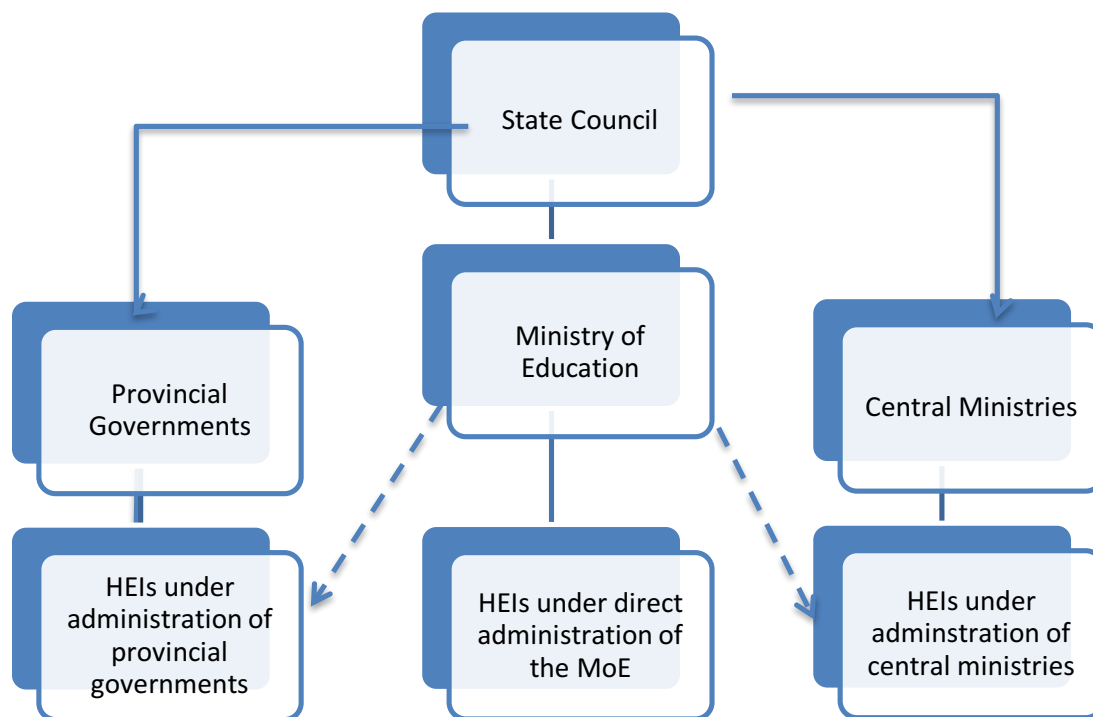 State Council
Ministry of
Education
Provincial
Governments
Central Ministries
HEIs under
administration of
provincial
governments
HEIs under direct
administration of
the MoE
HEIs under
adminstration of
central ministries